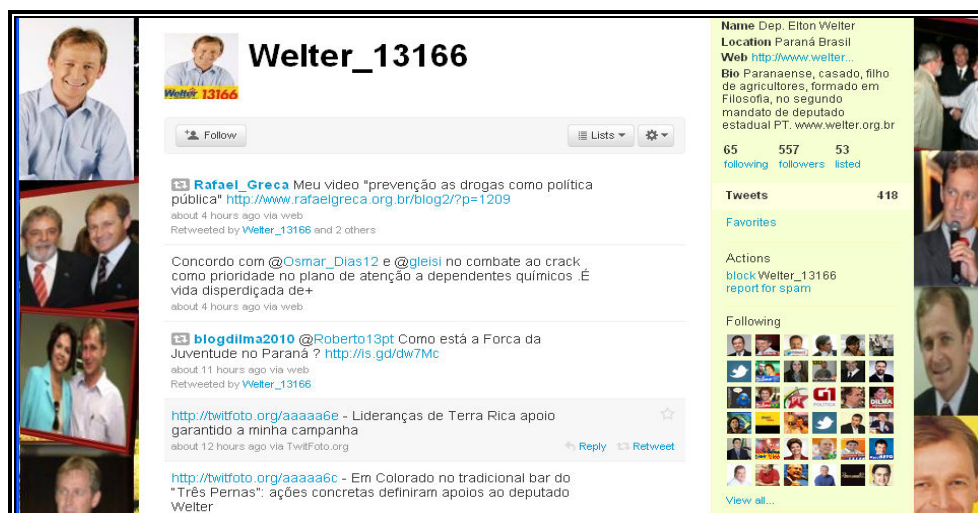 Welter_13166
Welter 13166
Follow
Lists
Rafael_Greca Meu video "prevenção as drogas como política
pública" http://www.rafaelgreca.org.br/blog2/?p=1209
about 4 hours ago via web
Retweeted by Welter_13166 and 2 others
Concordo com @Osmar_Dias12 e @gleisi no combate ao crack
como prioridade no plano de atenção a dependentes químicos .É
vida disperdiçada de+
about 4 hours ago via web
blogdilma2010 @Roberto13pt Como está a Forca da
Juventude no Paraná ? http://is.gd/dw7Mc
about 11 hours ago via web
Retweeted by Welter_13166
http://twitfoto.org/aaaaa6e - Lideranças de Terra Rica apoio
garantido a minha campanha
about 12 hours ago via TwitFoto.org
Reply Retweet
http://twitfoto.org/aaaaa6c - Em Colorado no tradicional bar do
"Três Pernas": ações concretas definiram apoios ao deputado
Welter
Name Dep. Elton Welter
Location Paraná Brasil
Web http://www.welter...
Bio Paranaense, casado, filho
de agricultores, formado em
Filosofia, no segundo
mandato de deputado
estadual PT. www.welter.org.br
65 557 53
following followers listed
Tweets 418
Favorites
Actions
block Welter_13166
report for spam
Following
G1
DILMA
View all...